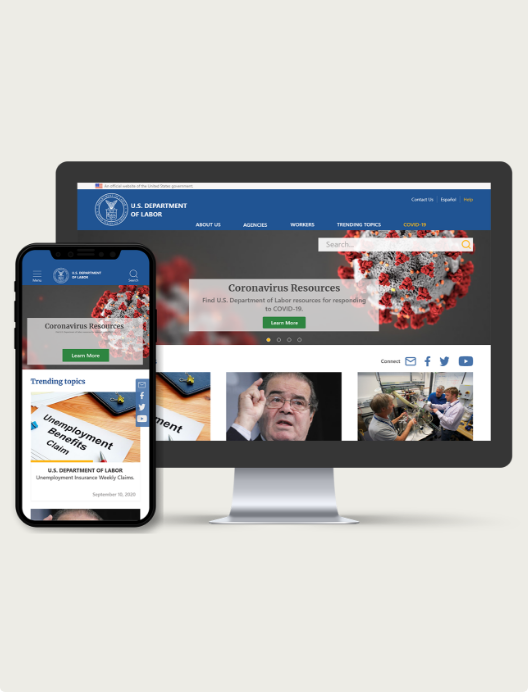 An official website of the United States government
U.S. DEPARTMENT
OF LABOR
Contact Us
Español
Help
ABOUT US
AGENCIES
WORKERS
TRENDING TOPICS
COVID-19
Search...
Coronavirus Resources
Find U.S. Department of Labor resources for responding
to COVID-19.
Learn More
Connect
ment
Menu
U.S. DEPARTMENT
OF LABOR
Search
Coronavirus Resources
Learn More
Trending topics
Unemployment
Benefits
Claim
U.S. DEPARTMENT OF LABOR
Unemployment Insurance Weekly Claims.
September 10, 2020